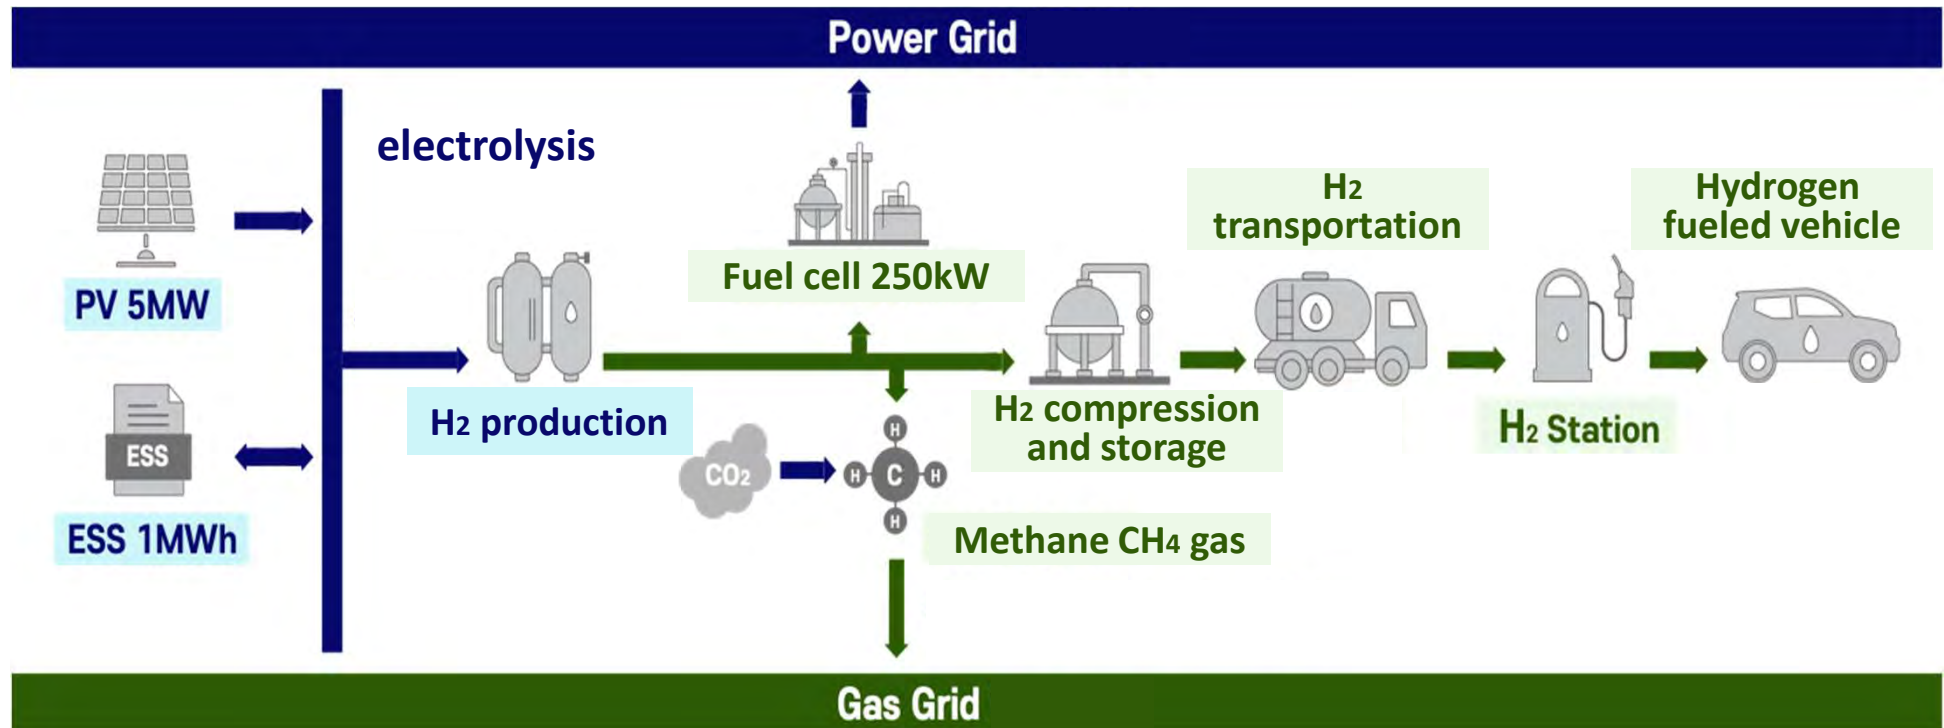 Power Grid
electrolysis
PV 5MW
ESS
ESS 1MWh
H2 production
Fuel cell 250kW
CO2
H
H
C
H
H
Methane CH4 gas
H2 compression
and storage
H2
transportation
H2 Station
Hydrogen
fueled vehicle
Gas Grid